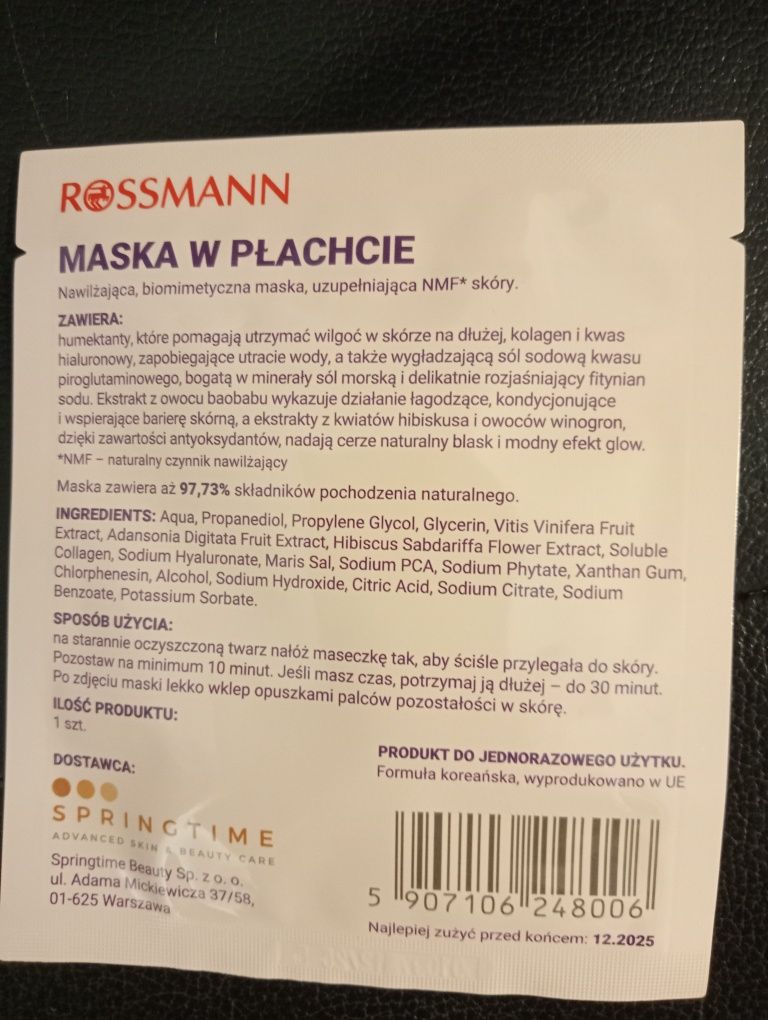 ROSSMANN
MASKA W PŁACHCIE
Nawilżająca, biomimetyczna maska, uzupełniająca NMF* skóry.
ZAWIERA:
humektanty, które pomagają utrzymać wilgoć w skórze na dłużej, kolagen i kwas
hialuronowy, zapobiegające utracie wody, a także wygładzającą sól sodową kwasu
piroglutaminowego, bogatą w minerały sól morską i delikatnie rozjaśniający fitynian
sodu. Ekstrakt z owocu baobabu wykazuje działanie łagodzące, kondycjonujące
i wspierające barierę skórną, a ekstrakty z kwiatów hibiskusa i owoców winogron,
dzięki zawartości antyoksydantów, nadają cerze naturalny blask i modny efekt glow.
*NMF – naturalny czynnik nawilżający
Maska zawiera aż 97,73% składników pochodzenia naturalnego.
INGREDIENTS: Aqua, Propanediol, Propylene Glycol, Glycerin, Vitis Vinifera Fruit
Extract, Adansonia Digitata Fruit Extract, Hibiscus Sabdariffa Flower Extract, Soluble
Collagen, Sodium Hyaluronate, Maris Sal, Sodium PCA, Sodium Phytate, Xanthan Gum,
Chlorphenesin, Alcohol, Sodium Hydroxide, Citric Acid, Sodium Citrate, Sodium
Benzoate, Potassium Sorbate.
SPOSÓB UŻYCIA:
na starannie oczyszczoną twarz nałóż maseczkę tak, aby ściśle przylegała do skóry.
Pozostaw na minimum 10 minut. Jeśli masz czas, potrzymaj ją dłużej – do 30 minut.
Po zdjęciu maski lekko wklep opuszkami palców pozostałości w skórę.
ILOŚĆ PRODUKTU:
1 szt.
DOSTAWCA:
SPRINGTIME
ADVANCED SKIN & BEAUTY CARE
Springtime Beauty Sp. z o. o.
ul. Adama Mickiewicza 37/58,
01-625 Warszawa
PRODUKT DO JEDNORAZOWEGO UŻYTKU.
Formuła koreańska, wyprodukowano w UE
5 907106 248006
Najlepiej zużyć przed końcem: 12.2025